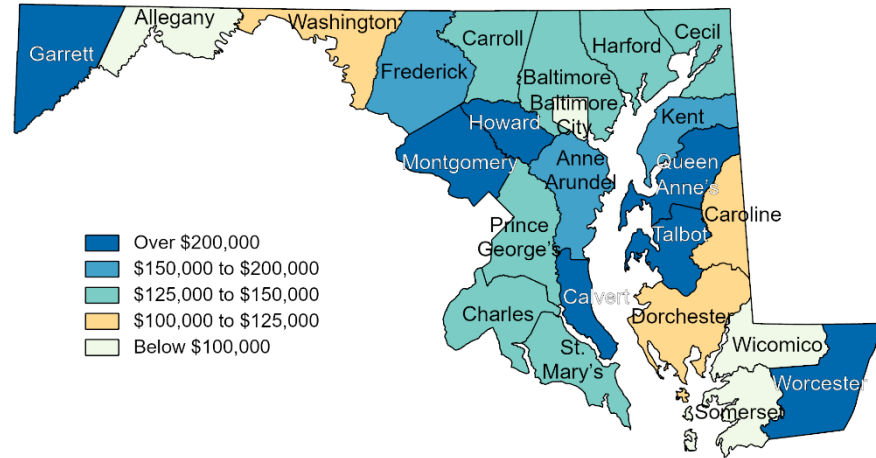 Garrett
Allegany
Washington
Frederick
Carroll
Baltimore
Harford
Cecil
Baltimore
City
Howard
Montgomery
Anne
Arundel
Kent
Queen
Anne's
Caroline
Talbot
Prince
George's
Calvert
Charles
St.
Mary's
Dorchester
Wicomico
Worcester
Somerset
Over $200,000
$150,000 to $200,000
$125,000 to $150,000
$100,000 to $125,000
Below $100,000